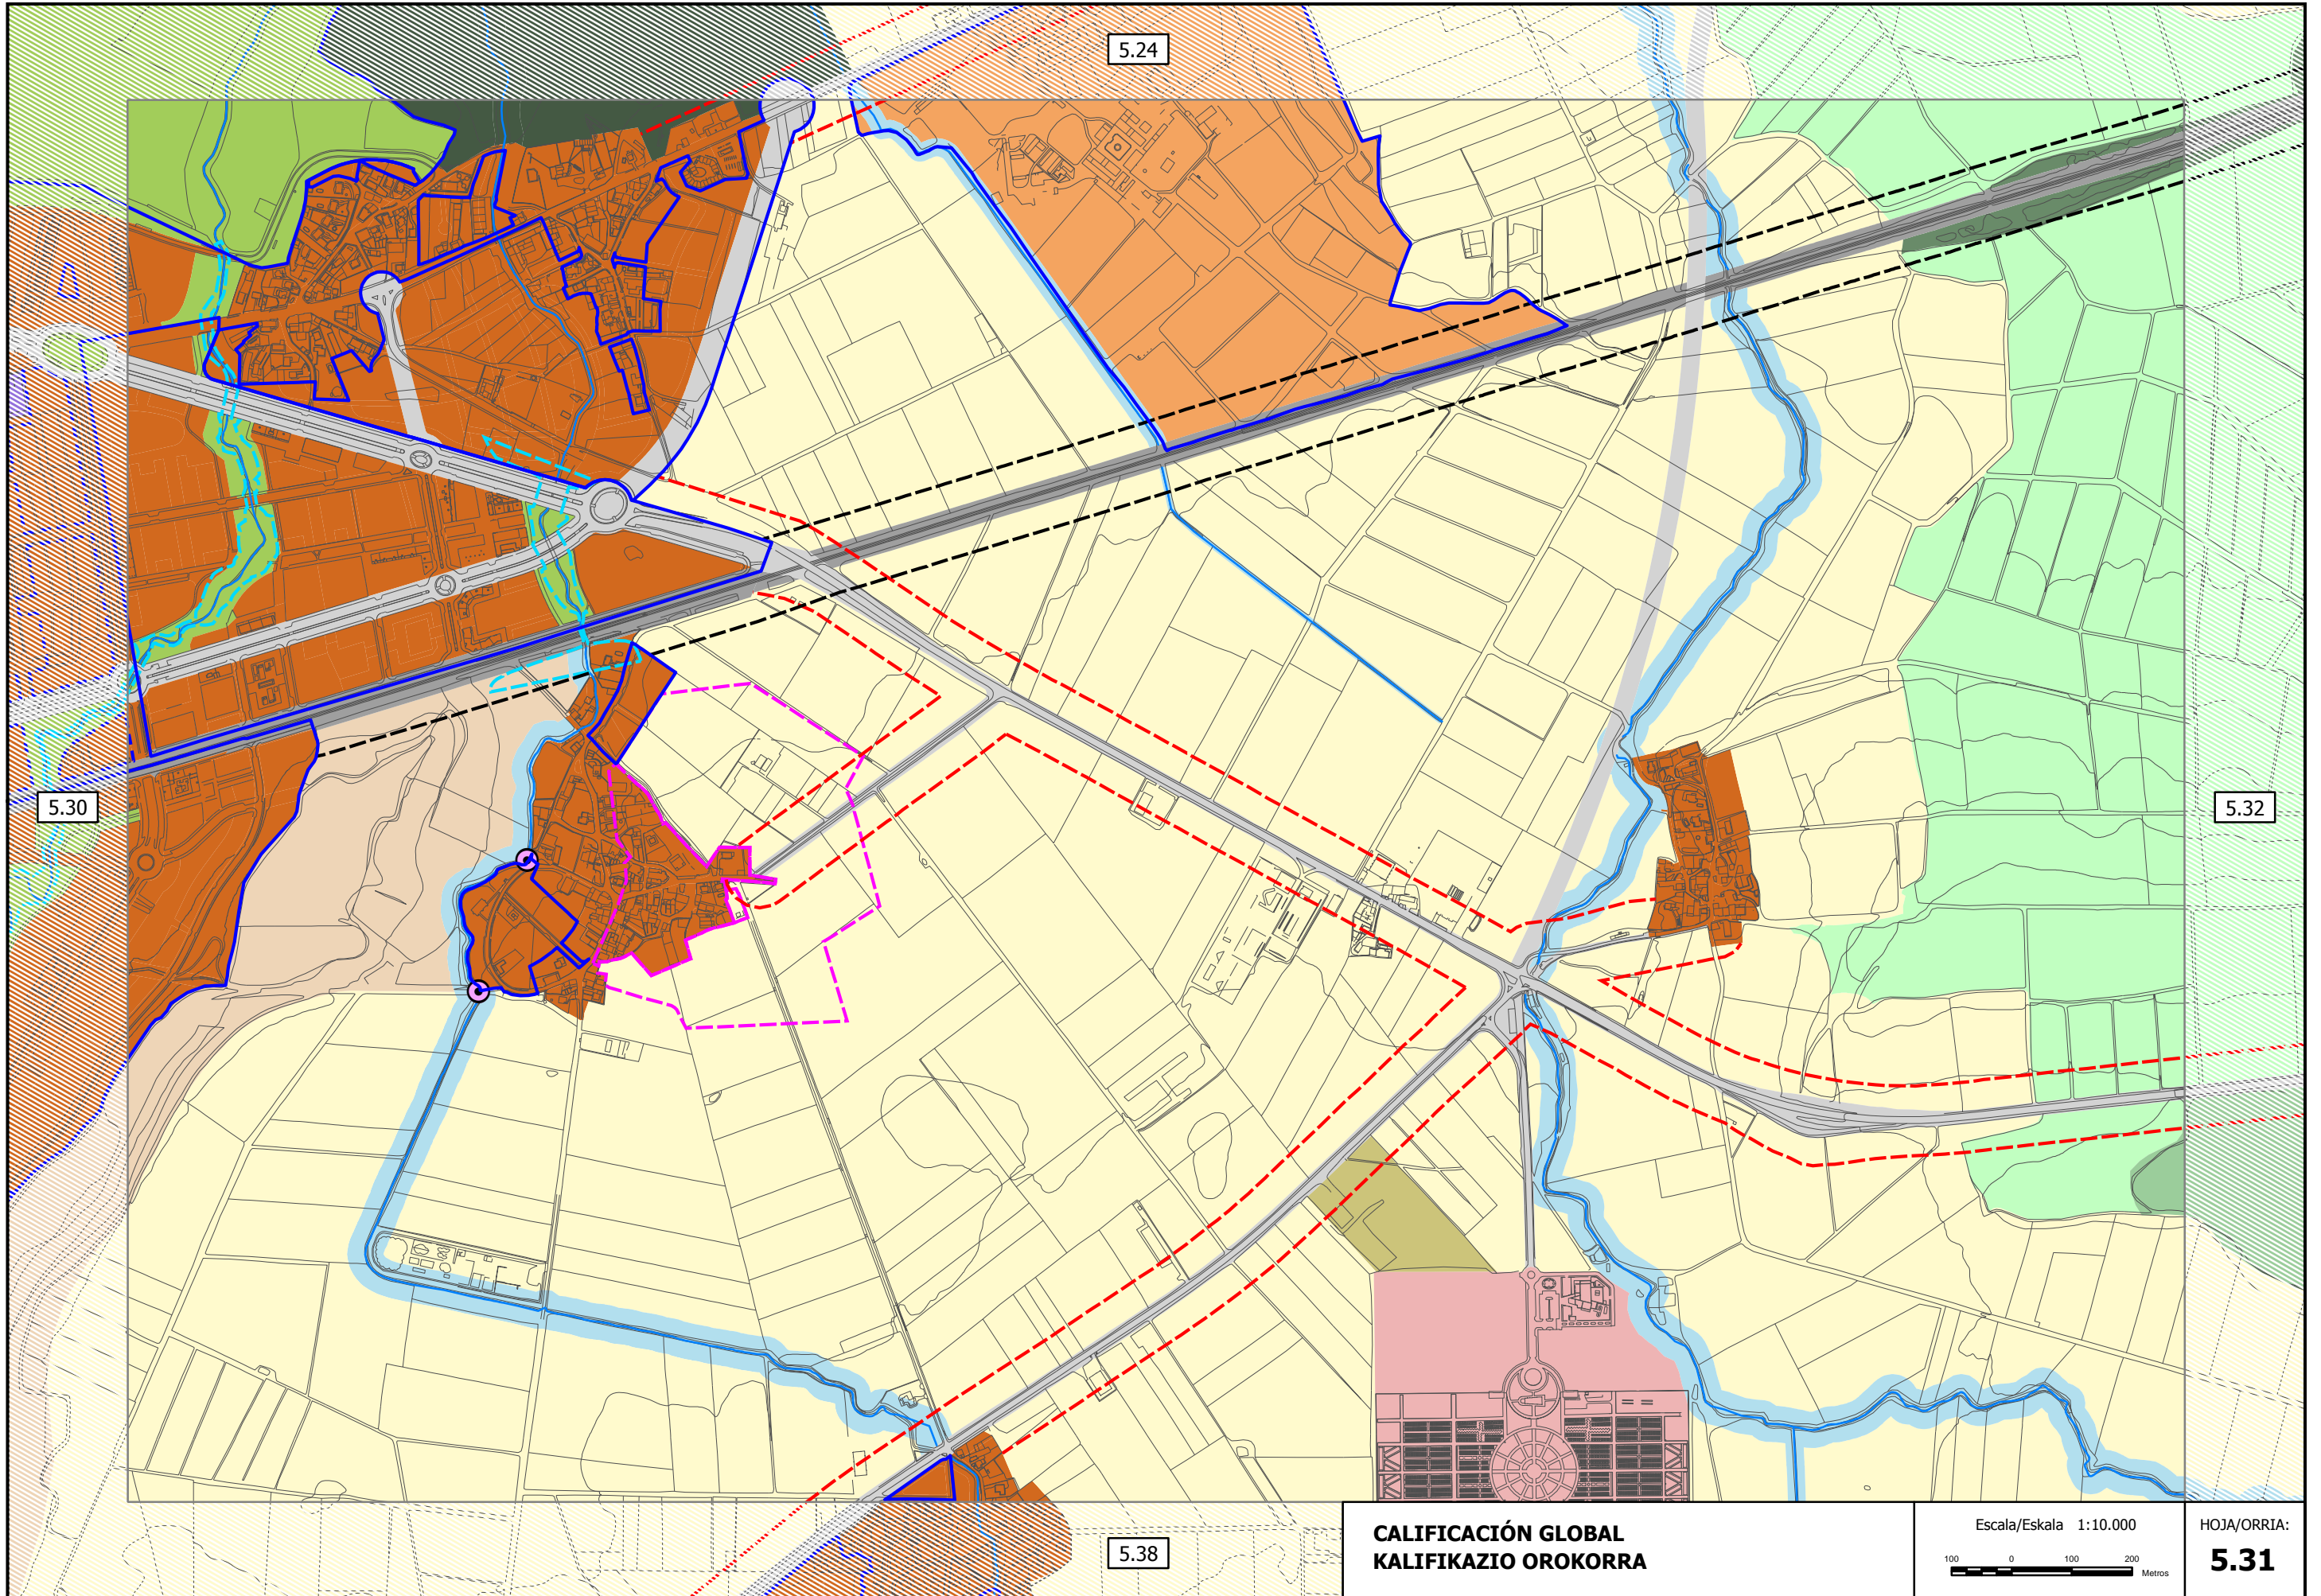 5.24
5.30
5.32
5.38
CALIFICACIÓN GLOBAL
KALIFIKAZIO OROKORRA
Escala/Eskala 1:10.000
100 0 100 200
Metros
HOJA/ORRIA:
5.31